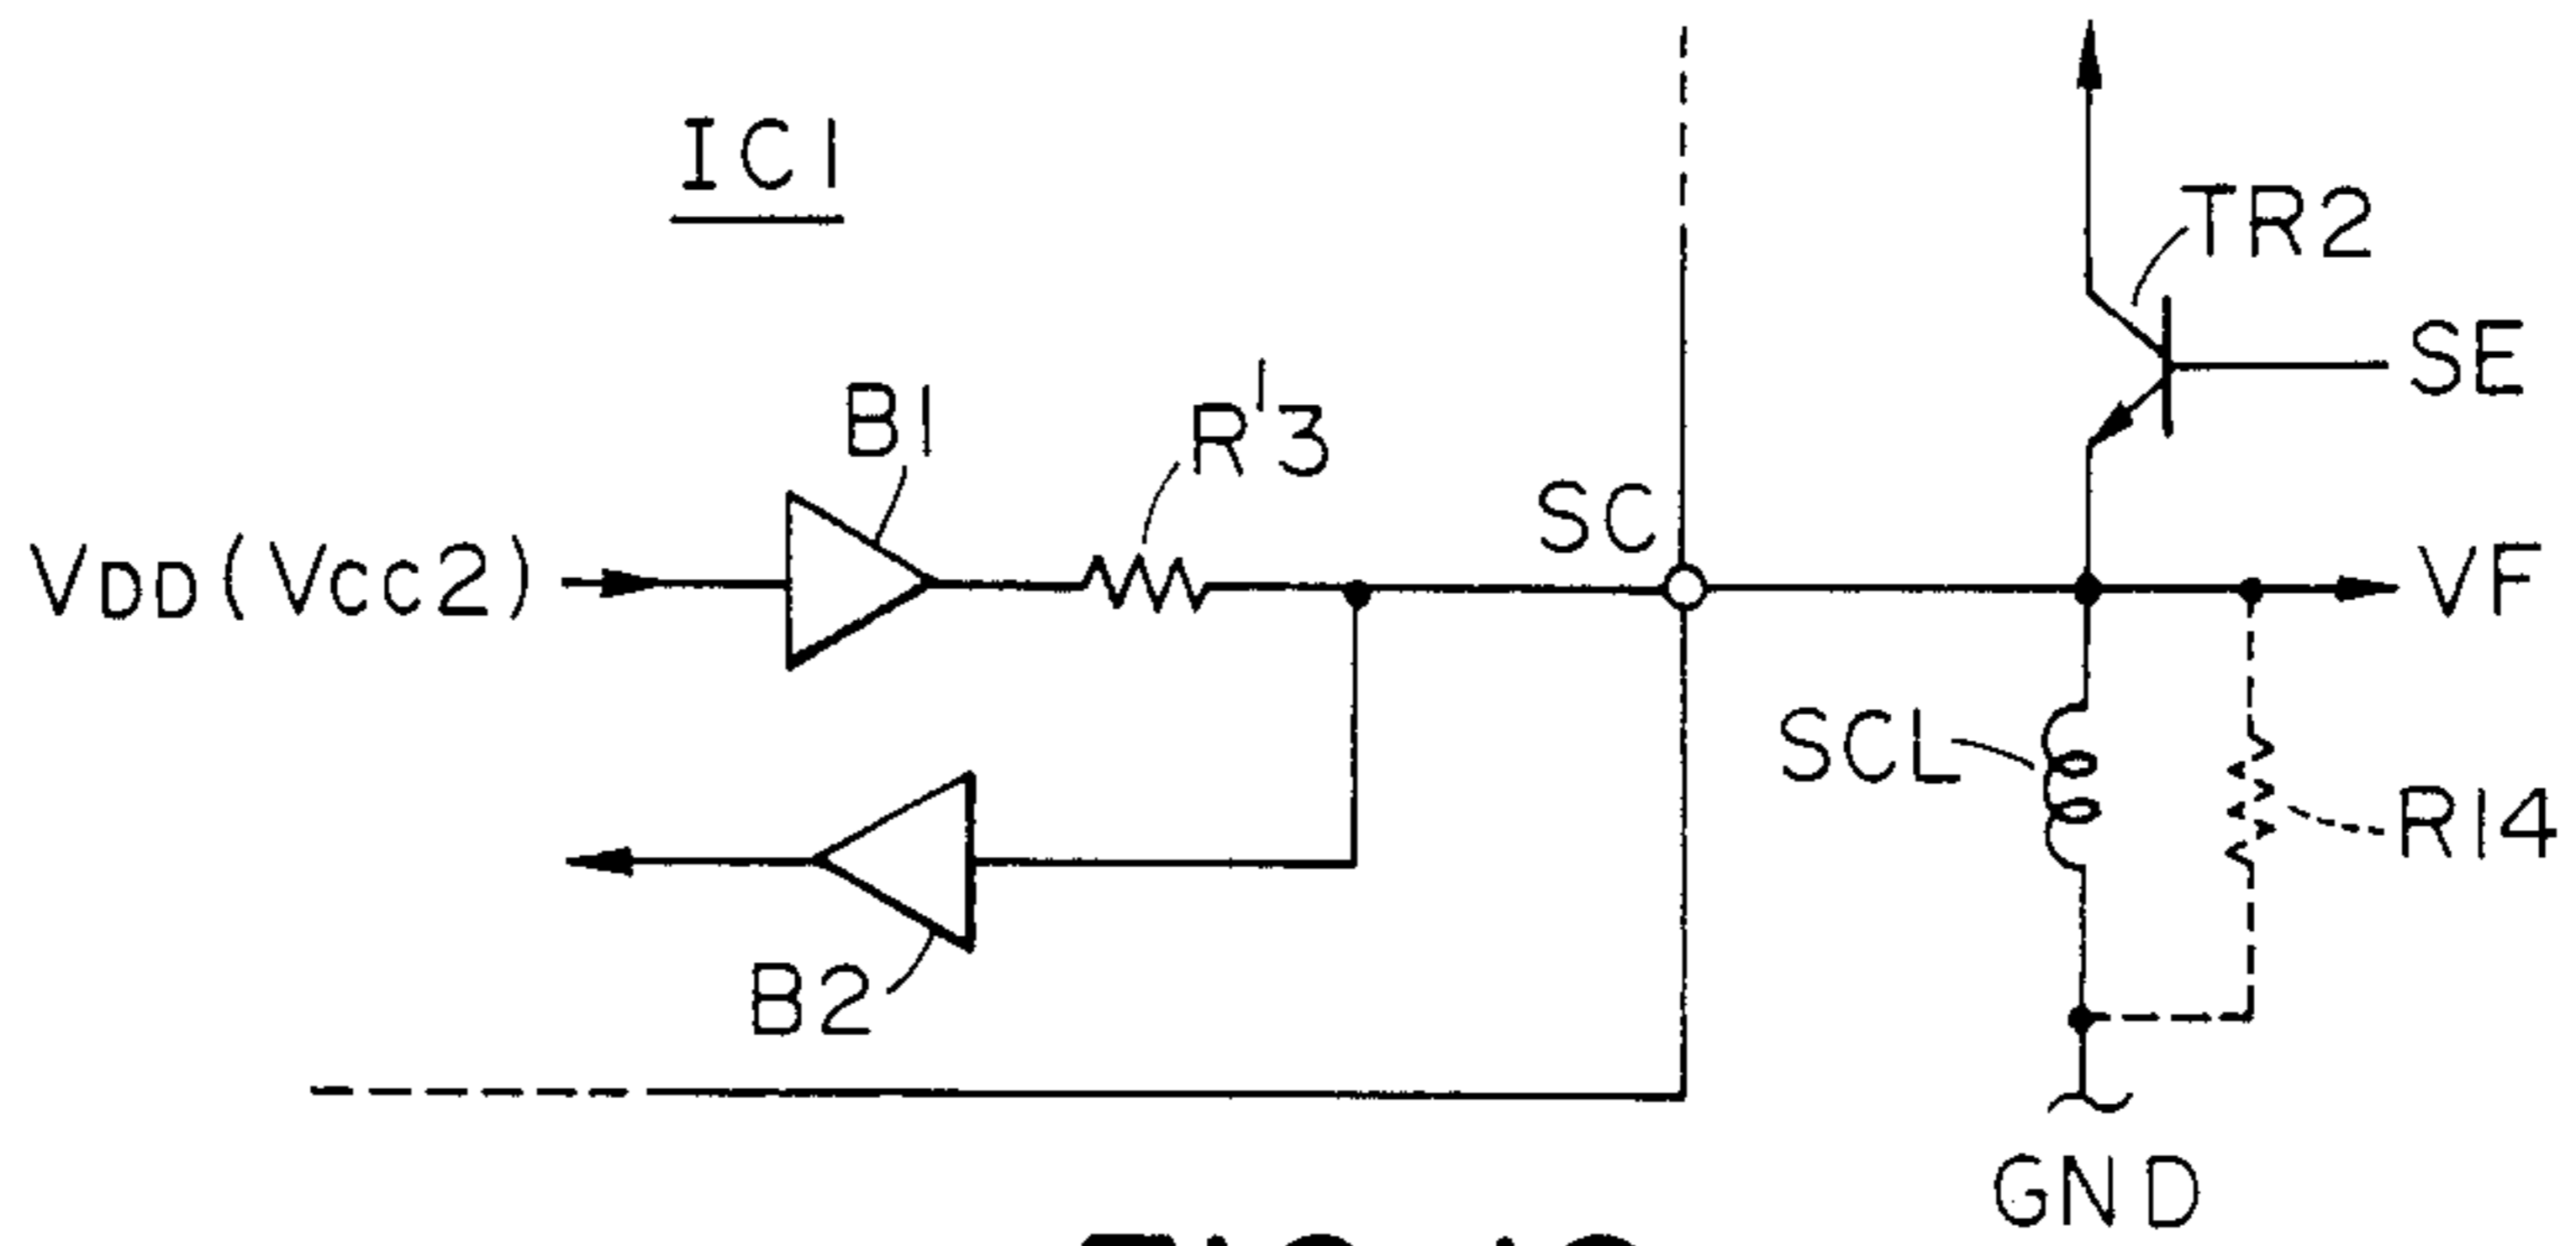 IC1
TR2
SE
B1
R'3
SC
VDD(VCC2)
VF
SCL
R14
B2
GND